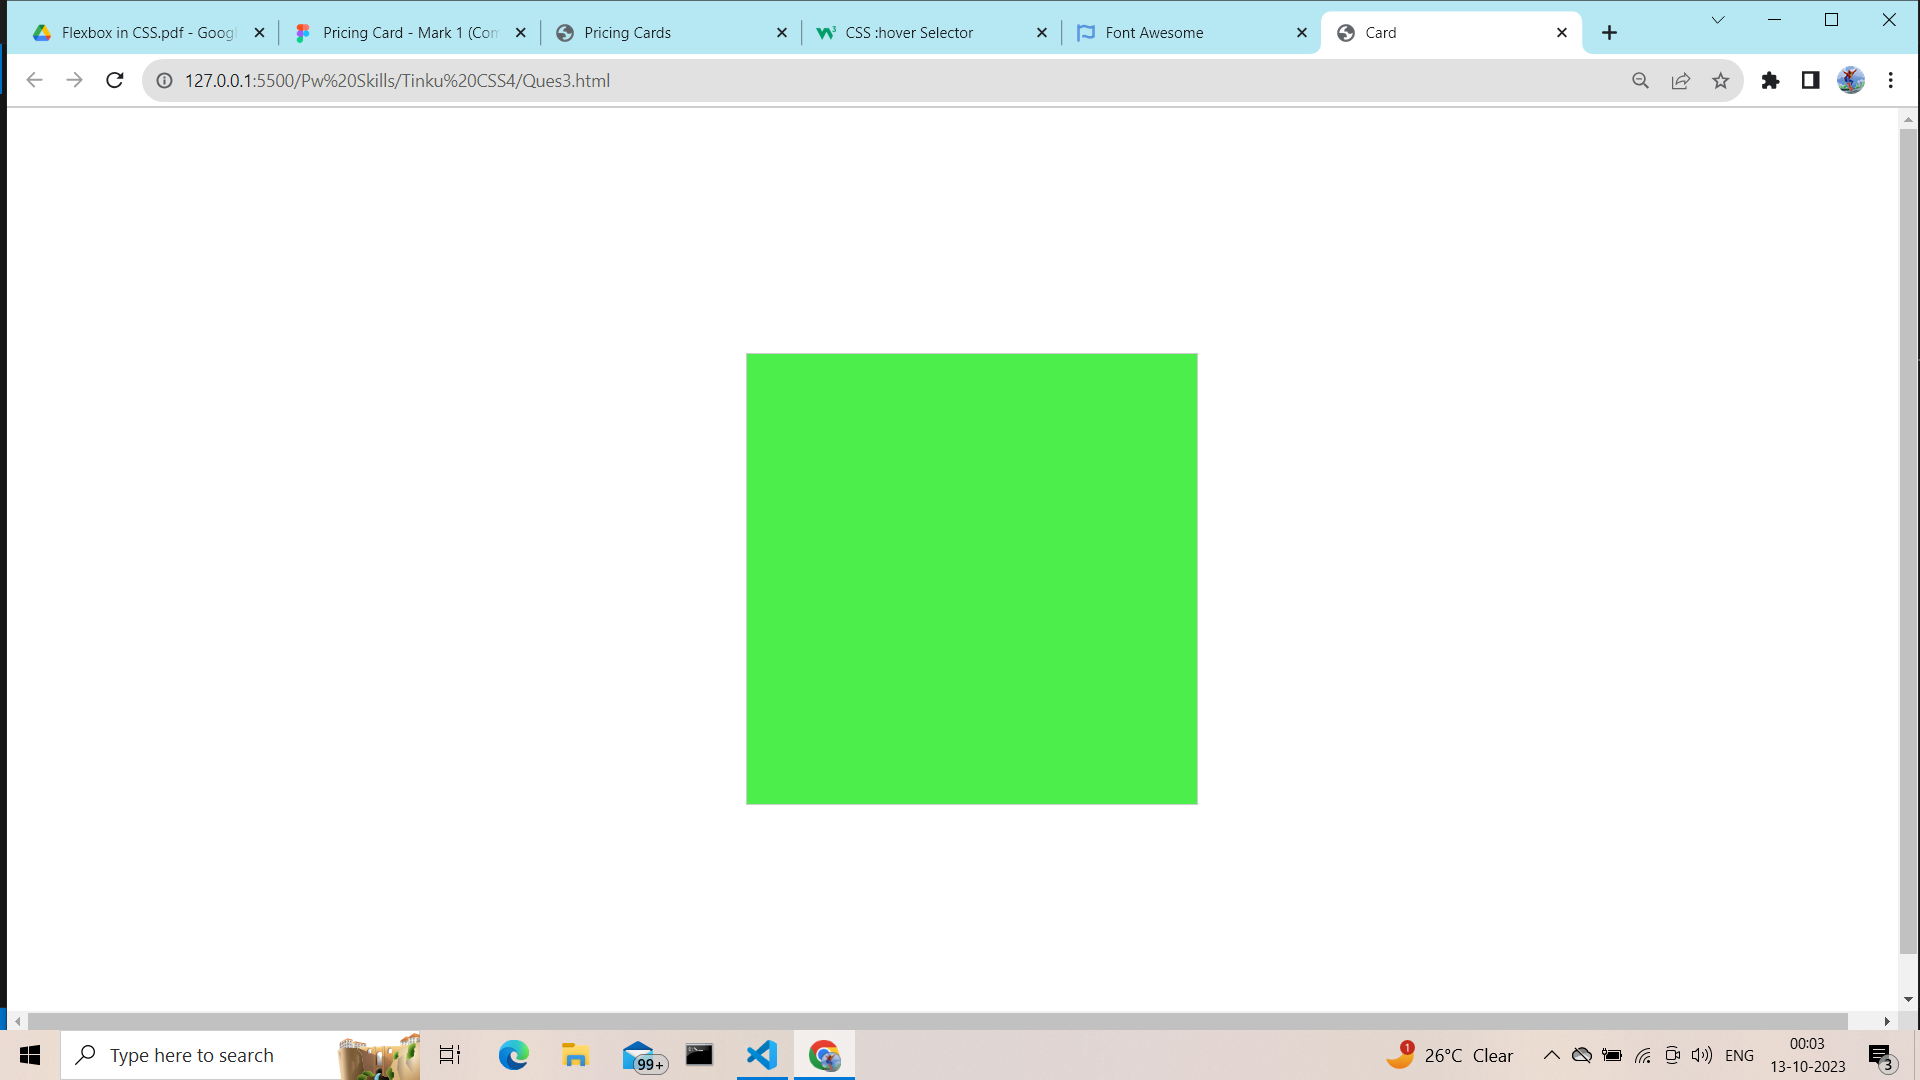 Flexbox in CSS.pdf - Googl
Pricing Card - Mark 1 (Com
Pricing Cards
CSS :hover Selector
Font Awesome
Card
127.0.0.1:5500/Pw%20Skills/Tinku%20CSS4/Ques3.html
Type here to search
99+
1
26°C Clear
ENG
00:03
13-10-2023
3